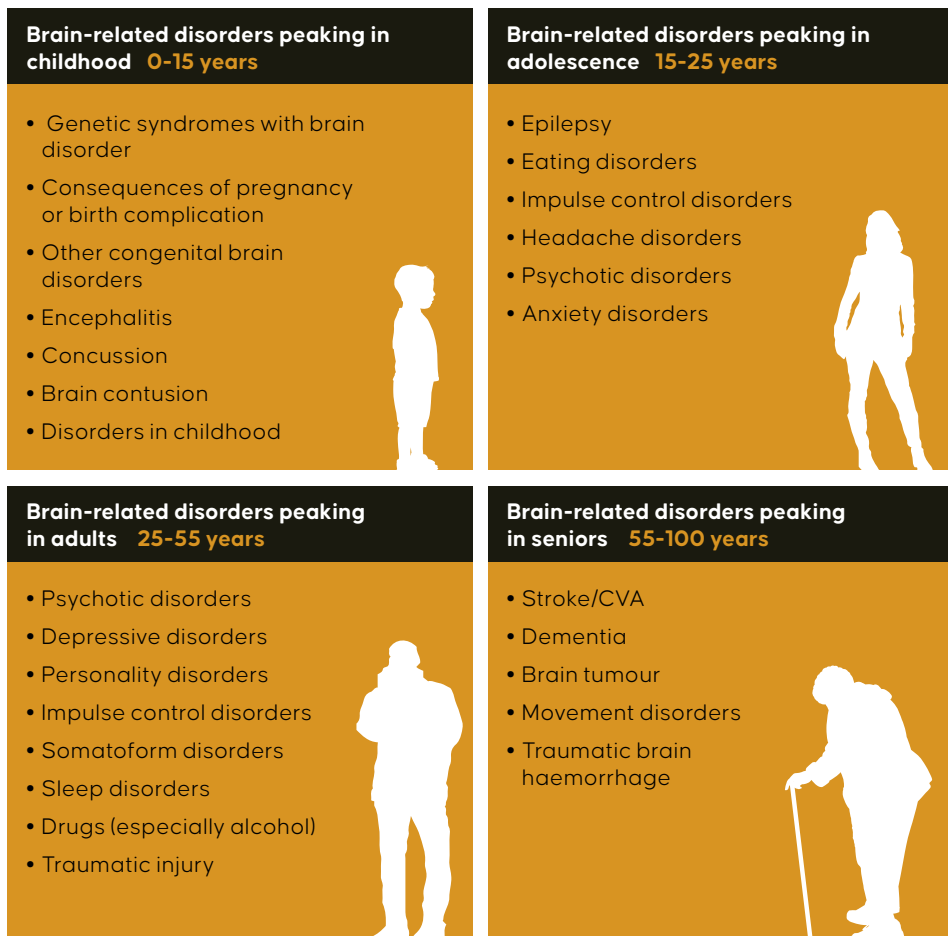 Brain-related disorders peaking in
childhood 0-15 years
• Genetic syndromes with brain
disorder
• Consequences of pregnancy
or birth complication
• Other congenital brain
disorders
• Encephalitis
• Concussion
• Brain contusion
• Disorders in childhood
Brain-related disorders peaking in
adolescence 15-25 years
• Epilepsy
• Eating disorders
• Impulse control disorders
• Headache disorders
• Psychotic disorders
• Anxiety disorders
Brain-related disorders peaking
in adults 25-55 years
• Psychotic disorders
• Depressive disorders
• Personality disorders
• Impulse control disorders
• Somatoform disorders
• Sleep disorders
• Drugs (especially alcohol)
• Traumatic injury
Brain-related disorders peaking
in seniors 55-100 years
• Stroke/CVA
• Dementia
• Brain tumour
• Movement disorders
• Traumatic brain
haemorrhage